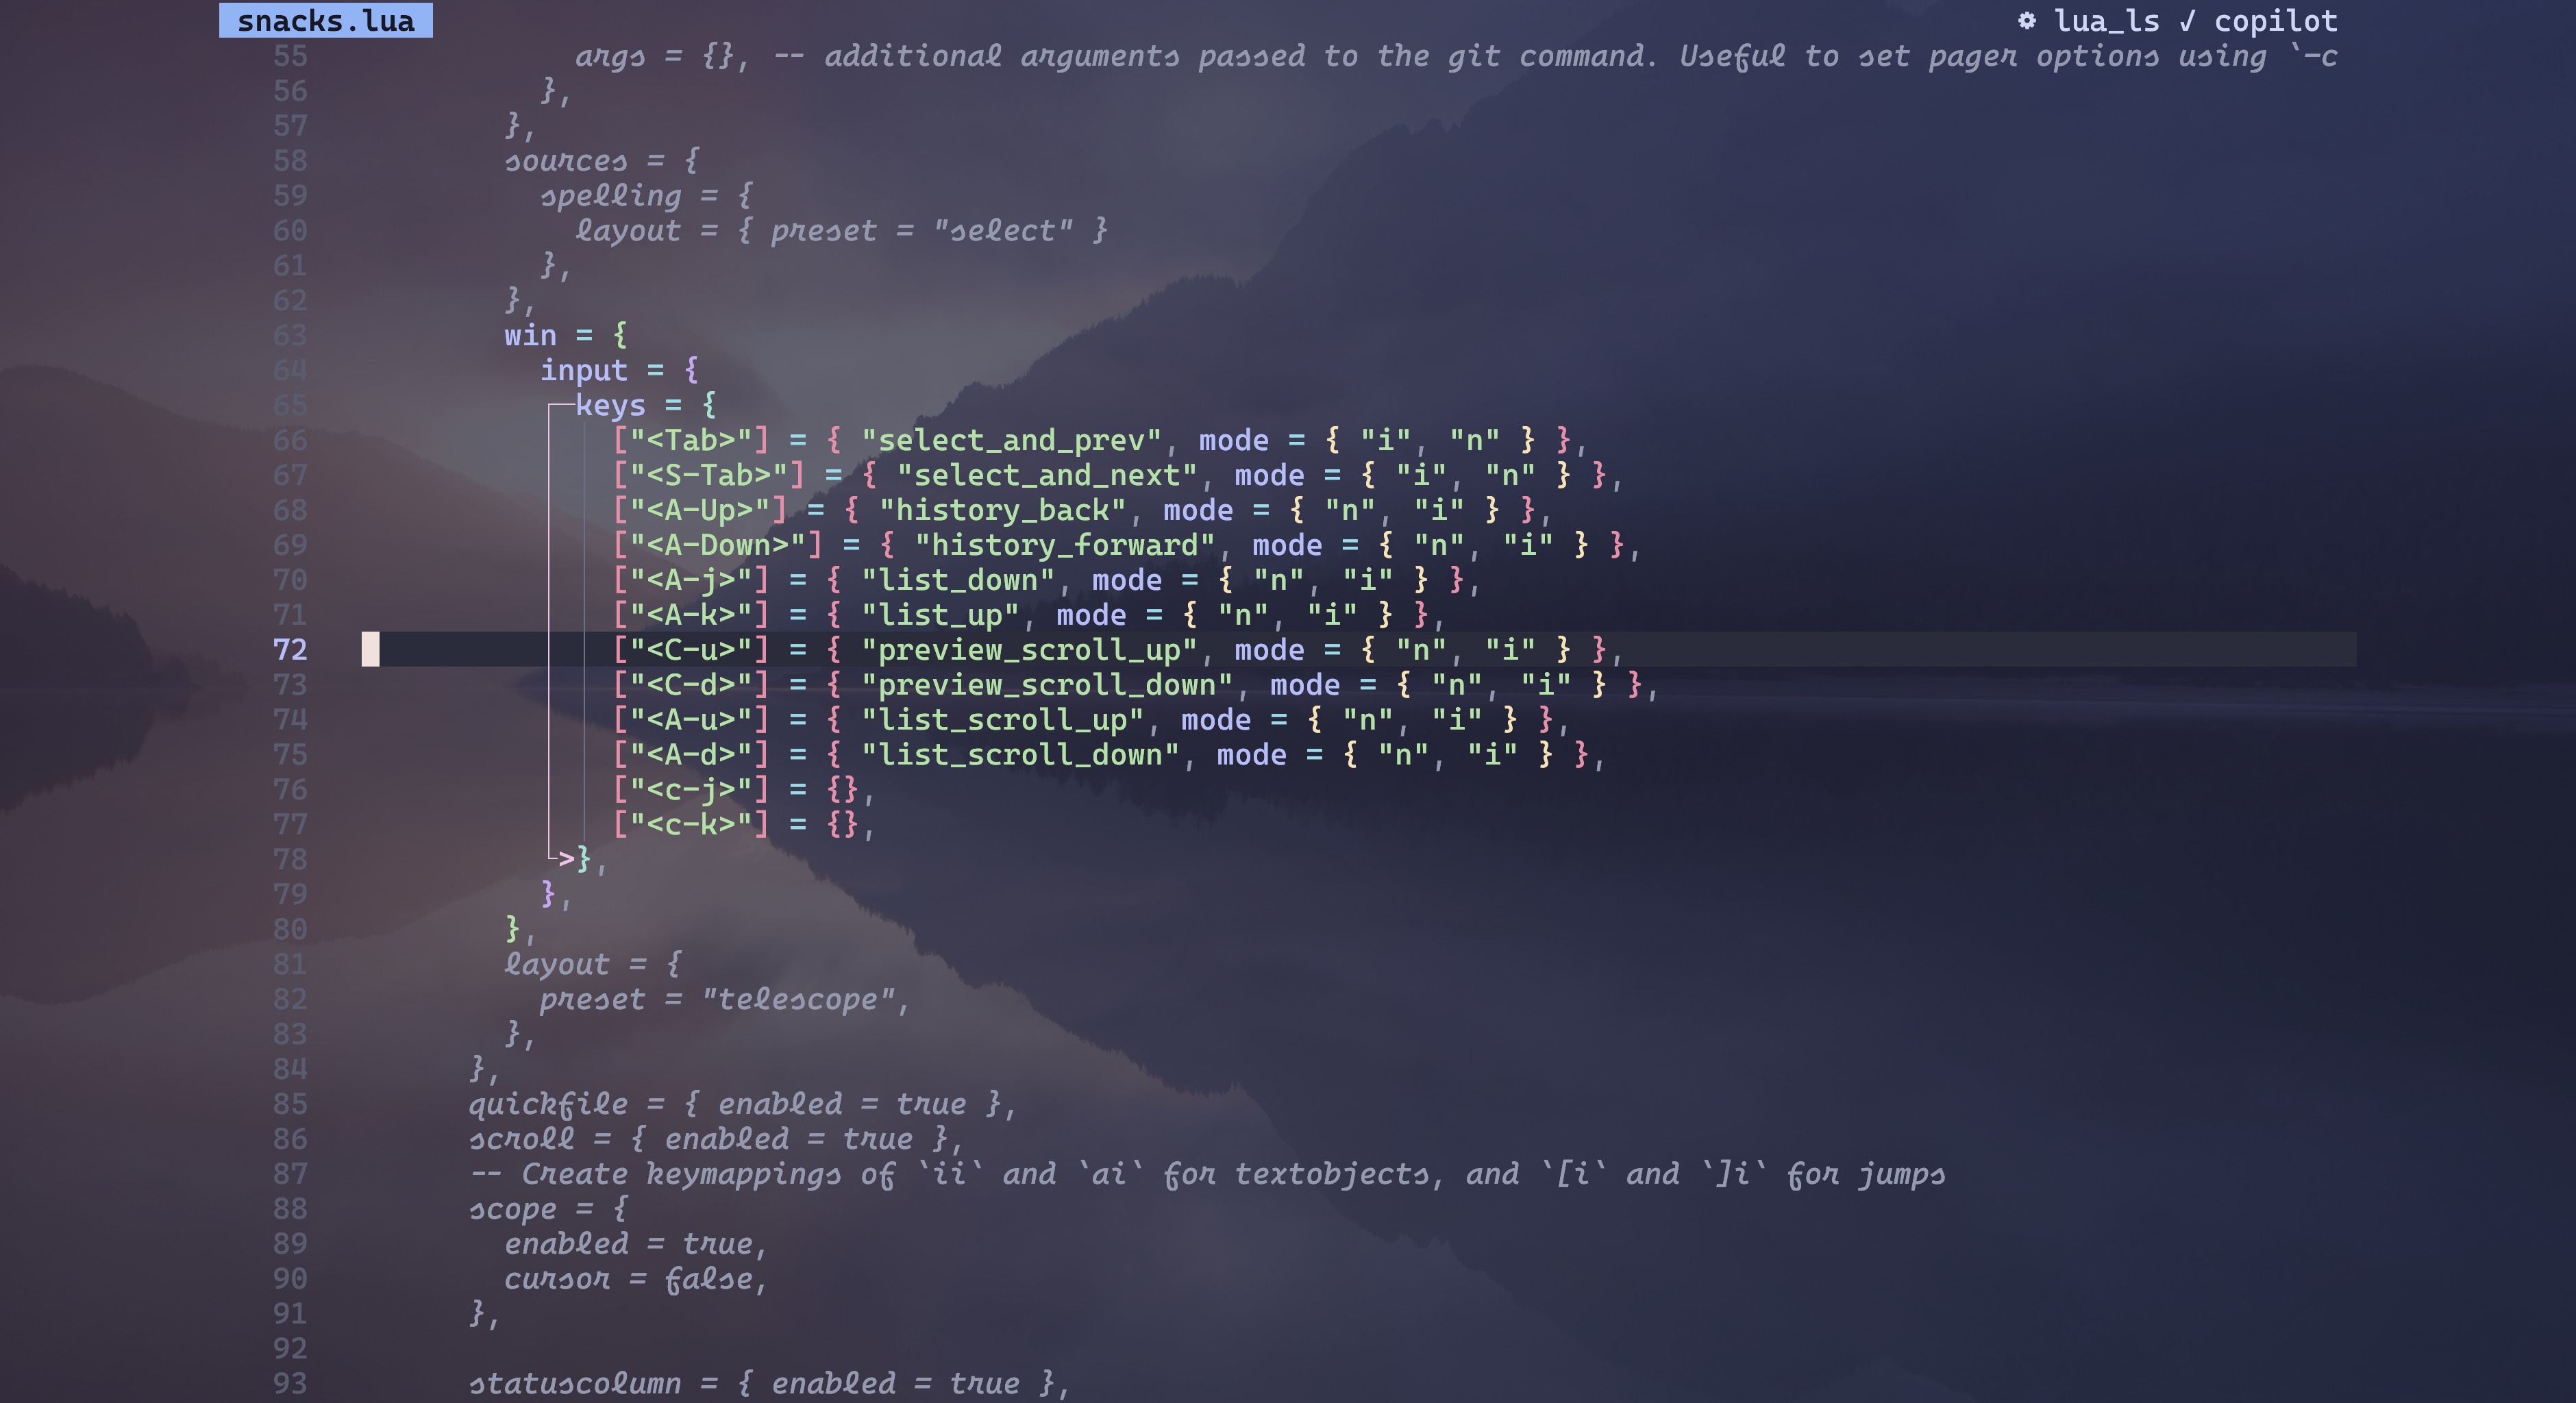 snacks.lua lua_ls ✓ copilot
55 args = {}, -- additional arguments passed to the git command. Useful to set pager options using `-c
56 },
57 },
58 sources = {
59 spelling = {
60 layout = { preset = "select" }
61 },
62 },
63 win = {
64 input = {
65 keys = {
66 ["<Tab>"] = { "select_and_prev", mode = { "i", "n" } },
67 ["<S-Tab>"] = { "select_and_next", mode = { "i", "n" } },
68 ["<A-Up>"] = { "history_back", mode = { "n", "i" } },
69 ["<A-Down>"] = { "history_forward", mode = { "n", "i" } },
70 ["<A-j>"] = { "list_down", mode = { "n", "i" } },
71 ["<A-k>"] = { "list_up", mode = { "n", "i" } },
72 ["<C-u>"] = { "preview_scroll_up", mode = { "n", "i" } },
73 ["<C-d>"] = { "preview_scroll_down", mode = { "n", "i" } },
74 ["<A-u>"] = { "list_scroll_up", mode = { "n", "i" } },
75 ["<A-d>"] = { "list_scroll_down", mode = { "n", "i" } },
76 ["<c-j>"] = {},
77 ["<c-k>"] = {},
78 >},
79 },
80 },
81 layout = {
82 preset = "telescope",
83 },
84 },
85 quickfile = { enabled = true },
86 scroll = { enabled = true },
87 -- Create keymappings of `ii` and `ai` for textobjects, and `[i` and `]i` for jumps
88 scope = {
89 enabled = true,
90 cursor = false,
91 },
92
93 statuscolumn = { enabled = true },